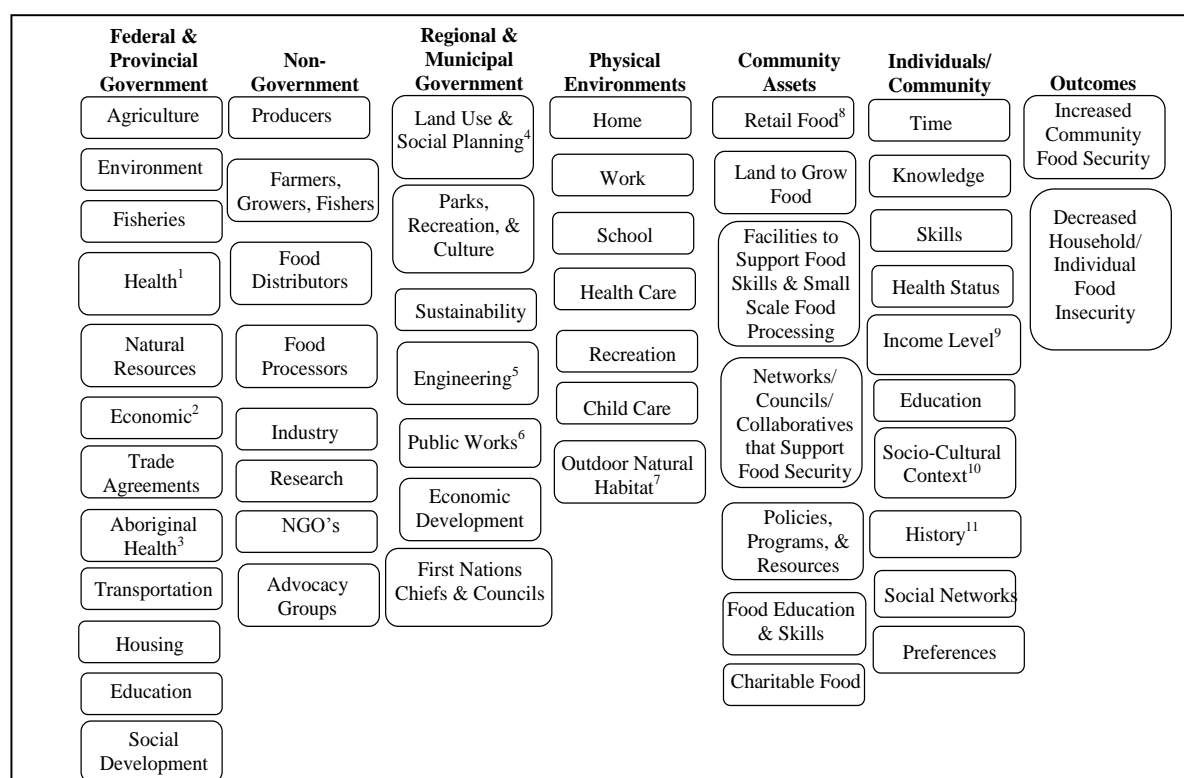 Federal &
Provincial
Government
Agriculture
Environment
Fisheries
Health¹
Natural
Resources
Economic²
Trade
Agreements
Aboriginal
Health³
Transportation
Housing
Education
Social
Development
Non-
Government
Producers
Farmers,
Growers, Fishers
Food
Distributors
Food
Processors
Industry
Research
NGO's
Advocacy
Groups
Regional &
Municipal
Government
Land Use &
Social Planning⁴
Parks,
Recreation, &
Culture
Sustainability
Engineering⁵
Public Works⁶
Economic
Development
First Nations
Chiefs & Councils
Physical
Environments
Home
Work
School
Health Care
Recreation
Child Care
Outdoor Natural
Habitat⁷
Community
Assets
Retail Food⁸
Land to Grow
Food
Facilities to
Support Food
Skills & Small
Scale Food
Processing
Networks/
Councils/
Collaboratives
that Support
Food Security
Policies,
Programs, &
Resources
Food Education
& Skills
Charitable Food
Individuals/
Community
Time
Knowledge
Skills
Health Status
Income Level⁹
Education
Socio-Cultural
Context¹⁰
History¹¹
Social Networks
Preferences
Outcomes
Increased
Community
Food Security
Decreased
Household/
Individual
Food
Insecurity